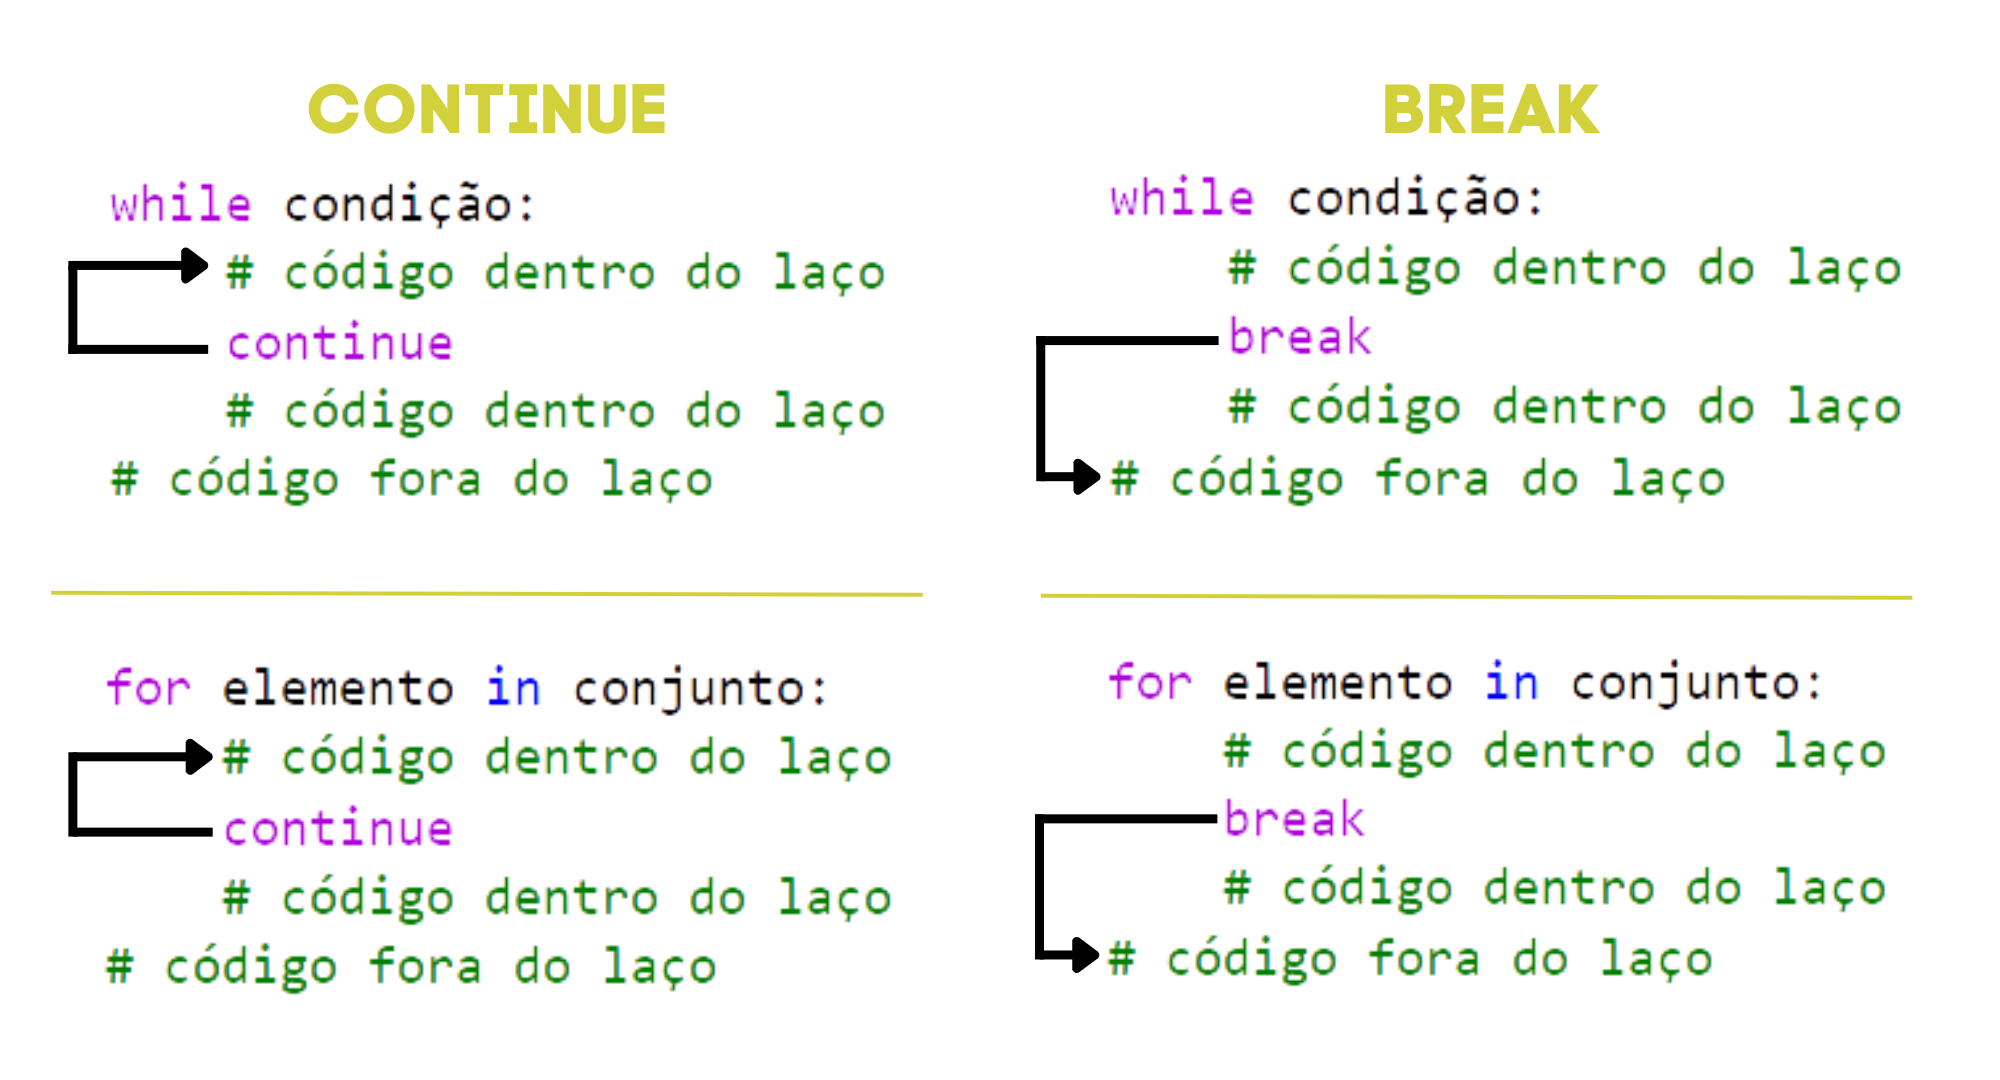 CONTINUE
while condição:
# código dentro do laço
continue
# código dentro do laço
# código fora do laço
for elemento in conjunto:
# código dentro do laço
continue
# código dentro do laço
# código fora do laço
BREAK
while condição:
# código dentro do laço
break
# código dentro do laço
# código fora do laço
for elemento in conjunto:
# código dentro do laço
break
# código dentro do laço
# código fora do laço